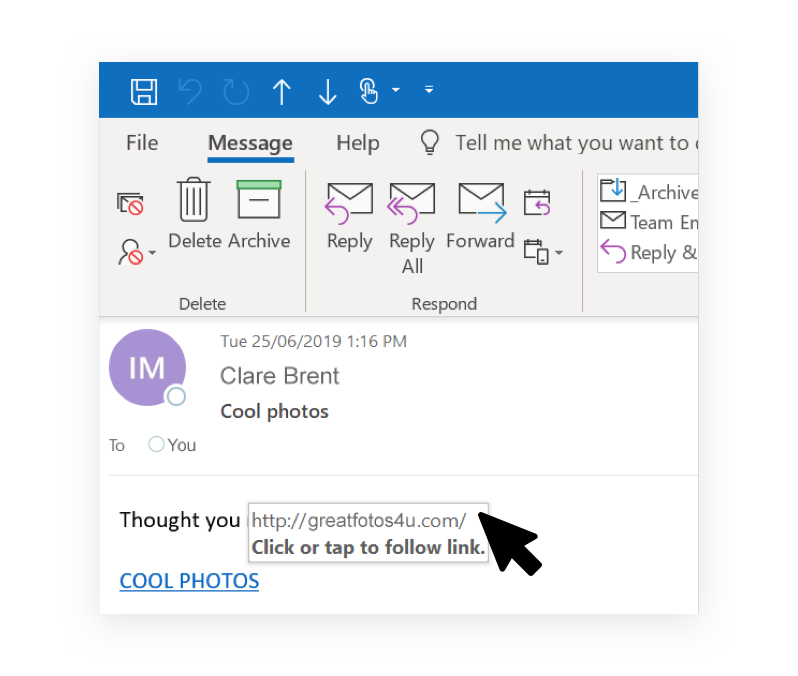 File Message Help Tell me what you want to
_Archive
Team
Delete Archive Reply Reply All Forward
Reply &
Delete Respond
IM
Tue 25/06/2019 1:16 PM
Clare Brent
Cool photos
To You
Thought you
http://greatfotos4u.com/
Click or tap to follow link.
COOL PHOTOS